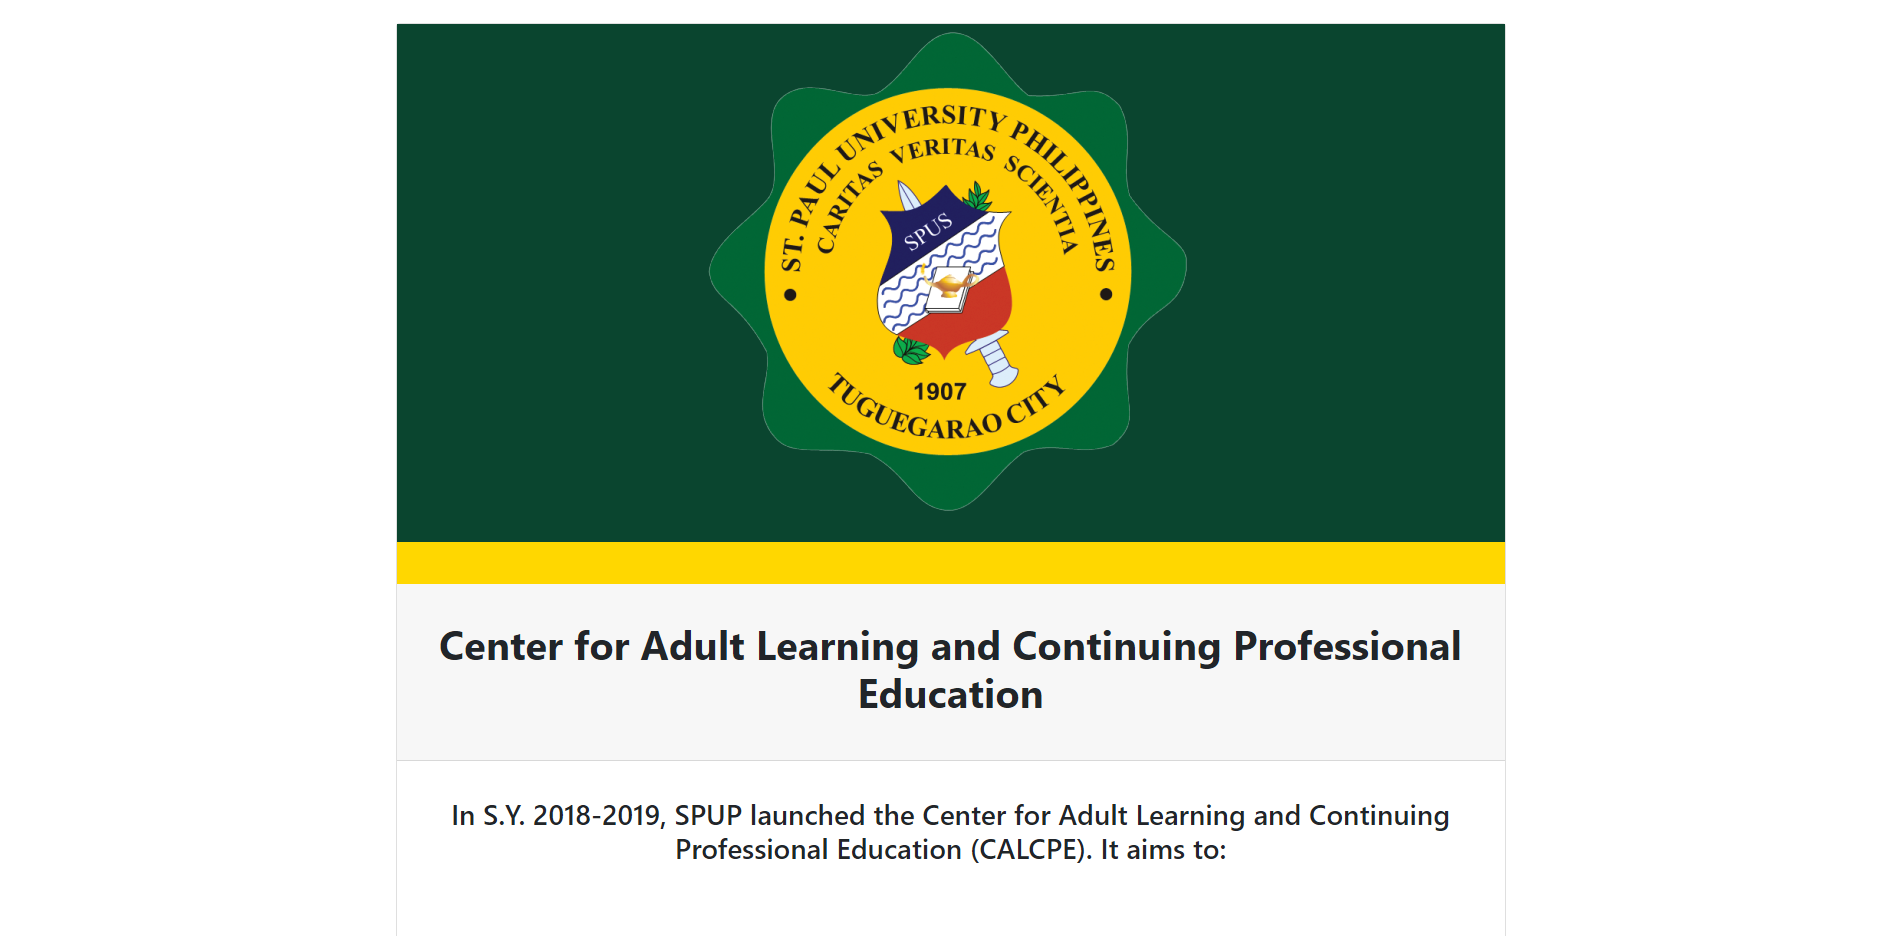 ST. PAUL UNIVERSITY PHILIPPINES
CARITAS VERITAS SCIENTIA
SPUS
1907
TUGUEGARAO CITY
Center for Adult Learning and Continuing Professional
Education
In S.Y. 2018-2019, SPUP launched the Center for Adult Learning and Continuing
Professional Education (CALCPE). It aims to: